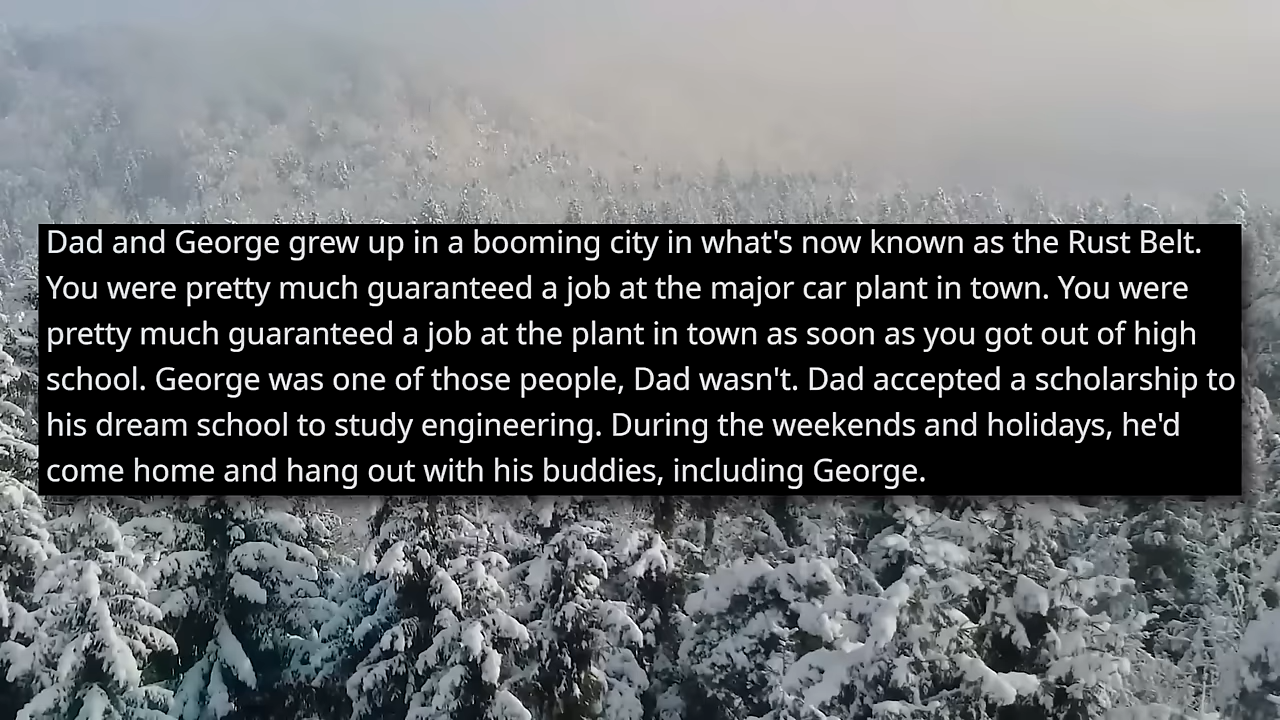 Dad and George grew up in a booming city in what's now known as the Rust Belt.
You were pretty much guaranteed a job at the major car plant in town. You were
pretty much guaranteed a job at the plant in town as soon as you got out of high
school. George was one of those people, Dad wasn't. Dad accepted a scholarship to
his dream school to study engineering. During the weekends and holidays, he'd
come home and hang out with his buddies, including George.